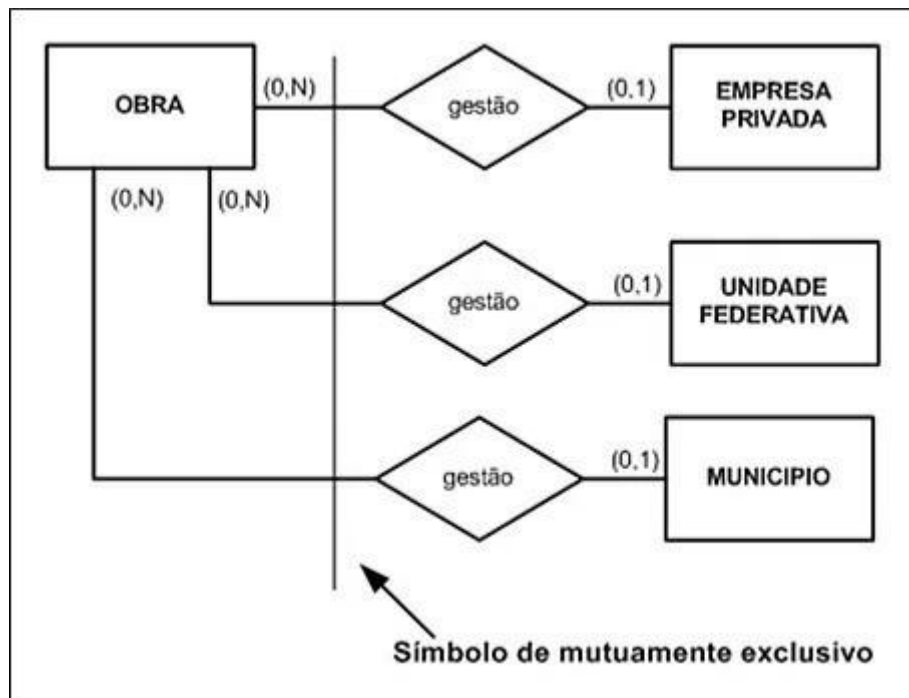 OBRA
(0,N)
gestão
(0,1)
EMPRESA
PRIVADA
(0,N)
(0,N)
gestão
(0,1)
UNIDADE
FEDERATIVA
gestão
(0,1)
MUNICIPIO
Símbolo de mutuamente exclusivo